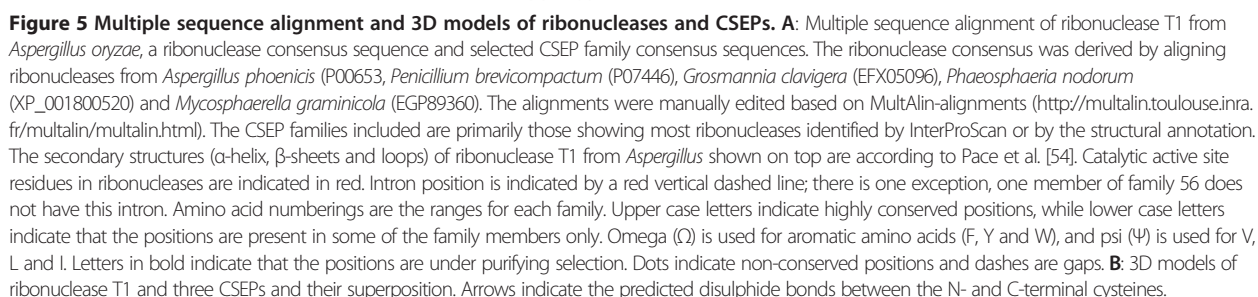 Figure 5 Multiple sequence alignment and 3D models of ribonucleases and CSEPs. A: Multiple sequence alignment of ribonuclease T1 from
Aspergillus oryzae, a ribonuclease consensus sequence and selected CSEP family consensus sequences. The ribonuclease consensus was derived by aligning
ribonucleases from Aspergillus phoenicis (P00653, Penicillium brevicompactum (P07446), Grosmannia clavigera (EFX05096), Phaeosphaeria nodorum
(XP_001800520) and Mycosphaerella graminicola (EGP89360). The alignments were manually edited based on MultAlin-alignments (http://multalin.toulouse.inra.
fr/multalin/multalin.html). The CSEP families included are primarily those showing most ribonucleases identified by InterProScan or by the structural annotation.
The secondary structures (α-helix, β-sheets and loops) of ribonuclease T1 from Aspergillus shown on top are according to Pace et al. [54]. Catalytic active site
residues in ribonucleases are indicated in red. Intron position is indicated by a red vertical dashed line; there is one exception, one member of family 56 does
not have this intron. Amino acid numberings are the ranges for each family. Upper case letters indicate highly conserved positions, while lower case letters
indicate that the positions are present in some of the family members only. Omega (Ω) is used for aromatic amino acids (F, Y and W), and psi (Ψ) is used for V,
L and I. Letters in bold indicate that the positions are under purifying selection. Dots indicate non-conserved positions and dashes are gaps. B: 3D models of
ribonuclease T1 and three CSEPs and their superposition. Arrows indicate the predicted disulphide bonds between the N- and C-terminal cysteines.